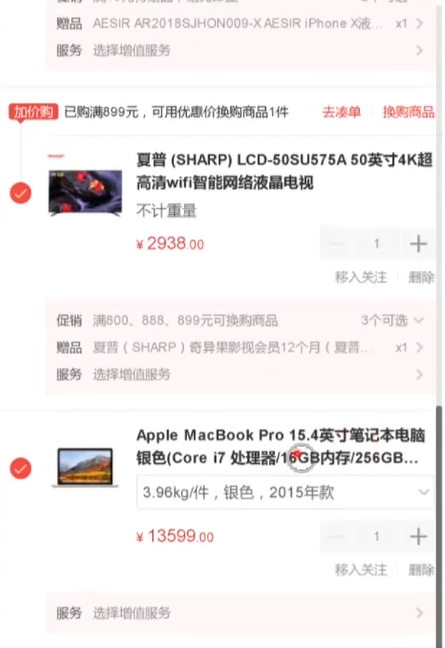 赠品 AESIR AR2018SJHON009-X AESIR iPhone X液... x1
服务 选择增值服务
加价购 已购满899元，可用优惠价换购商品1件 去凑单 换购商品
夏普 (SHARP) LCD-50SU575A 50英寸4K超
高清wifi智能网络液晶电视
不计重量
¥ 2938.00
1
移入关注 删除
促销 满800、888、899元可换购商品 3个可选
赠品 夏普（SHARP）奇异果影视会员12个月（夏普... x1
服务 选择增值服务
Apple MacBook Pro 15.4英寸笔记本电脑
银色(Core i7 处理器/16GB内存/256GB...
3.96kg/件，银色，2015年款
¥ 13599.00
1
移入关注 删除
服务 选择增值服务